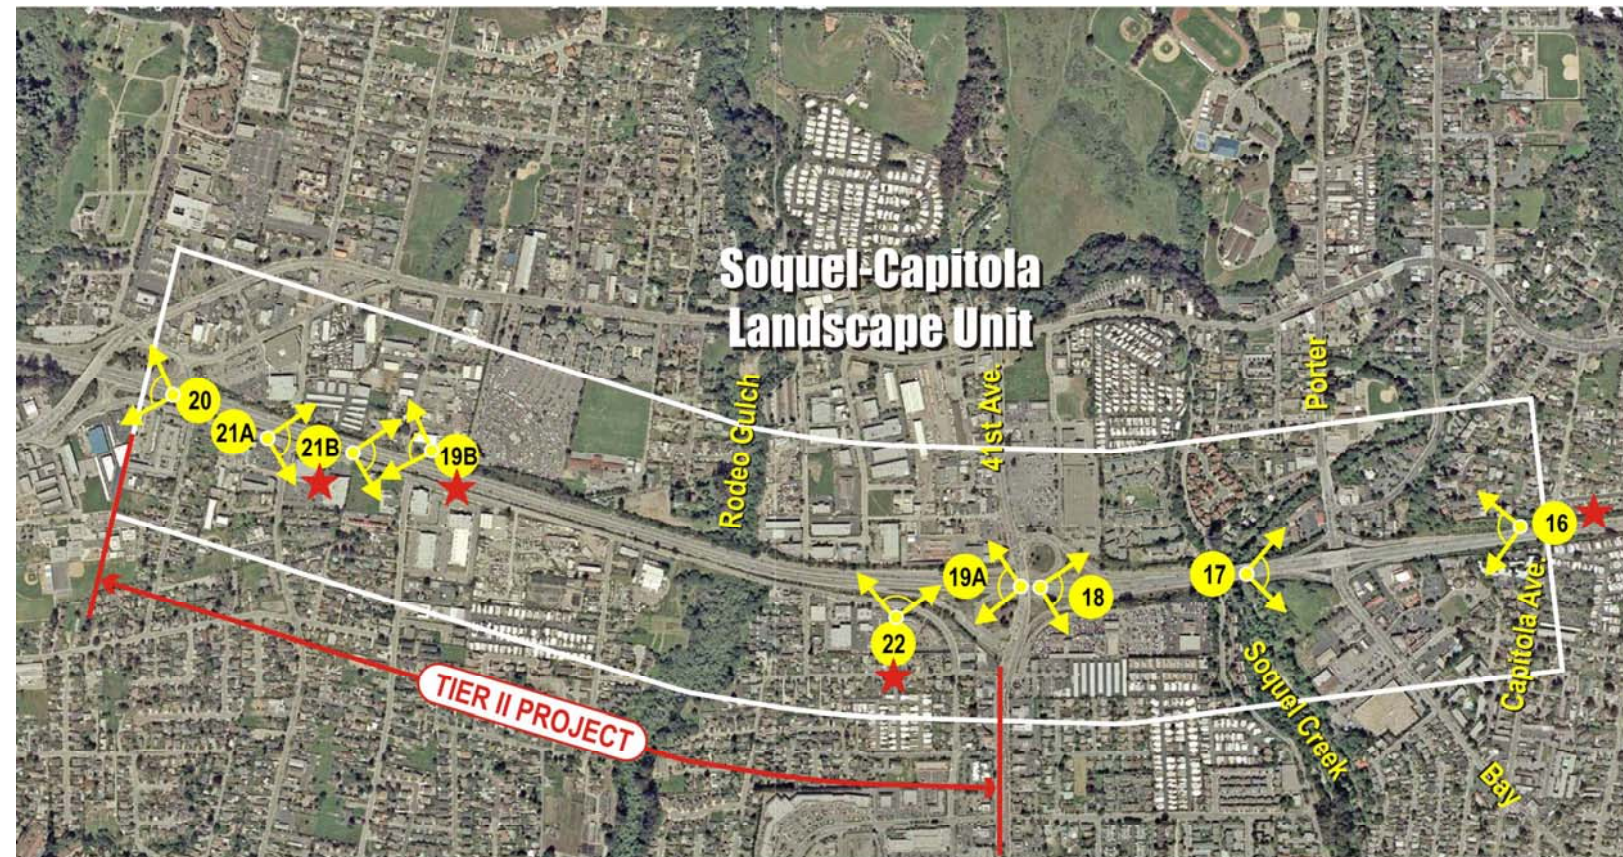 Soquel-Capitola
Landscape Unit
Rodeo Gulch
41st Ave.
Porter
20
21A
21B
19B
19A
18
17
16
22
Capitola Ave.
Soquel Creek
Bay
TIER II PROJECT